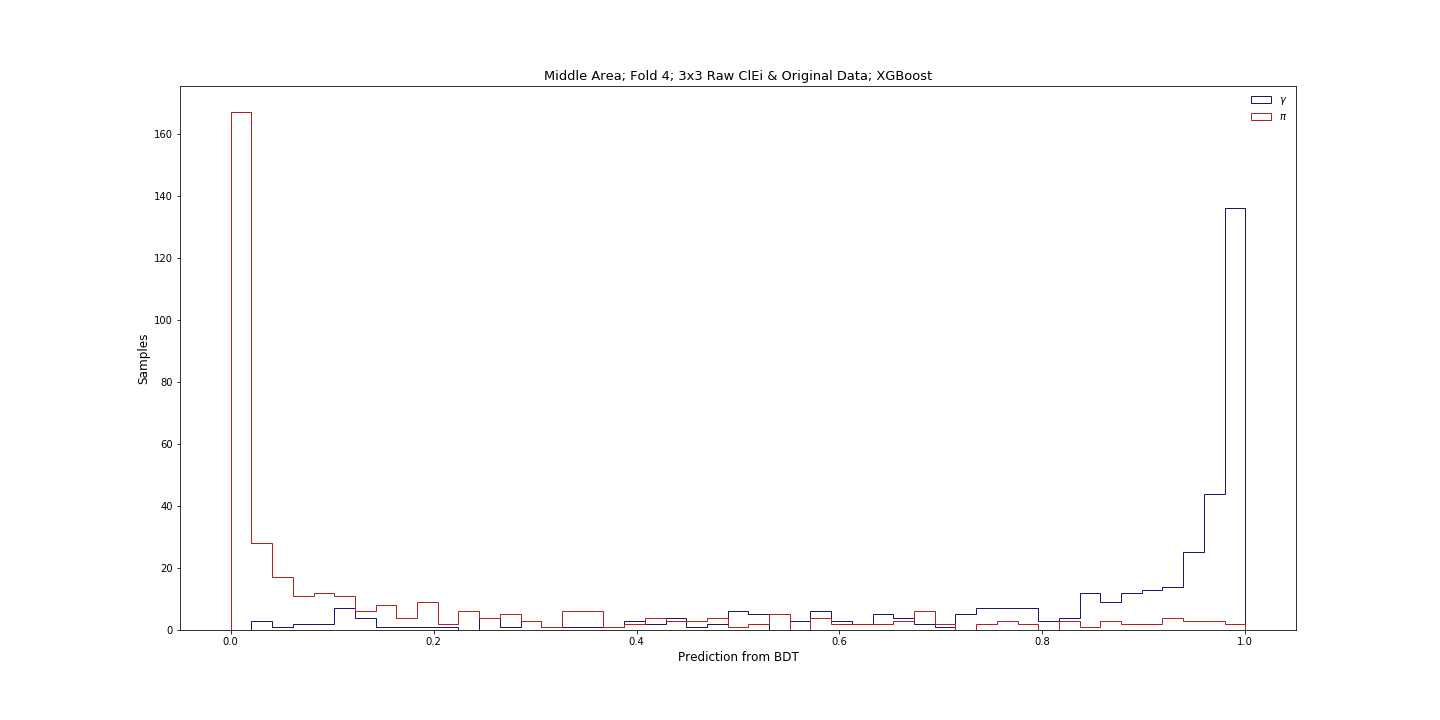 Middle Area; Fold 4; 3x3 Raw ClEi & Original Data; XGBoost
γ
π
160
140
120
100
80
60
40
20
0
Samples
0.0 0.2 0.4 0.6 0.8 1.0
Prediction from BDT